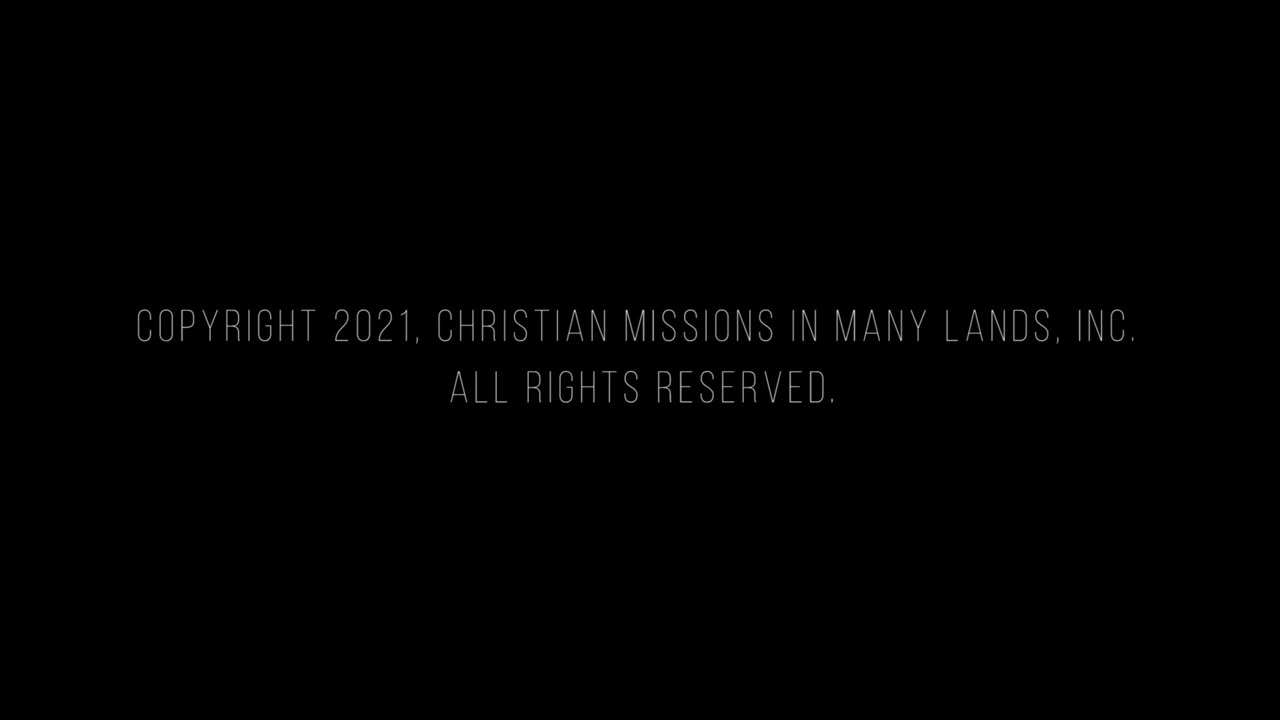 COPYRIGHT 2021, CHRISTIAN MISSIONS IN MANY LANDS, INC.
ALL RIGHTS RESERVED.